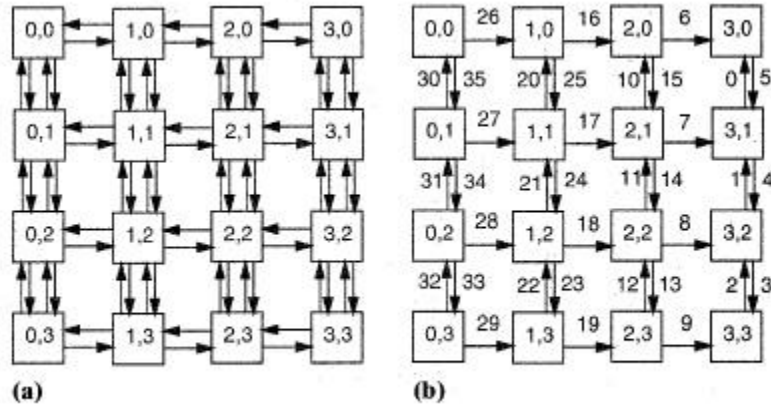 0,0 1,0 2,0 3,0
0,1 1,1 2,1 3,1
0,2 1,2 2,2 3,2
0,3 1,3 2,3 3,3
(a)
26 16 6
0,0 1,0 2,0 3,0
30 35 20 25 10 15 0 5
27 17 7
0,1 1,1 2,1 3,1
31 34 21 24 11 14 1 4
28 18 8
0,2 1,2 2,2 3,2
32 33 22 23 12 13 2 3
29 19 9
0,3 1,3 2,3 3,3
(b)